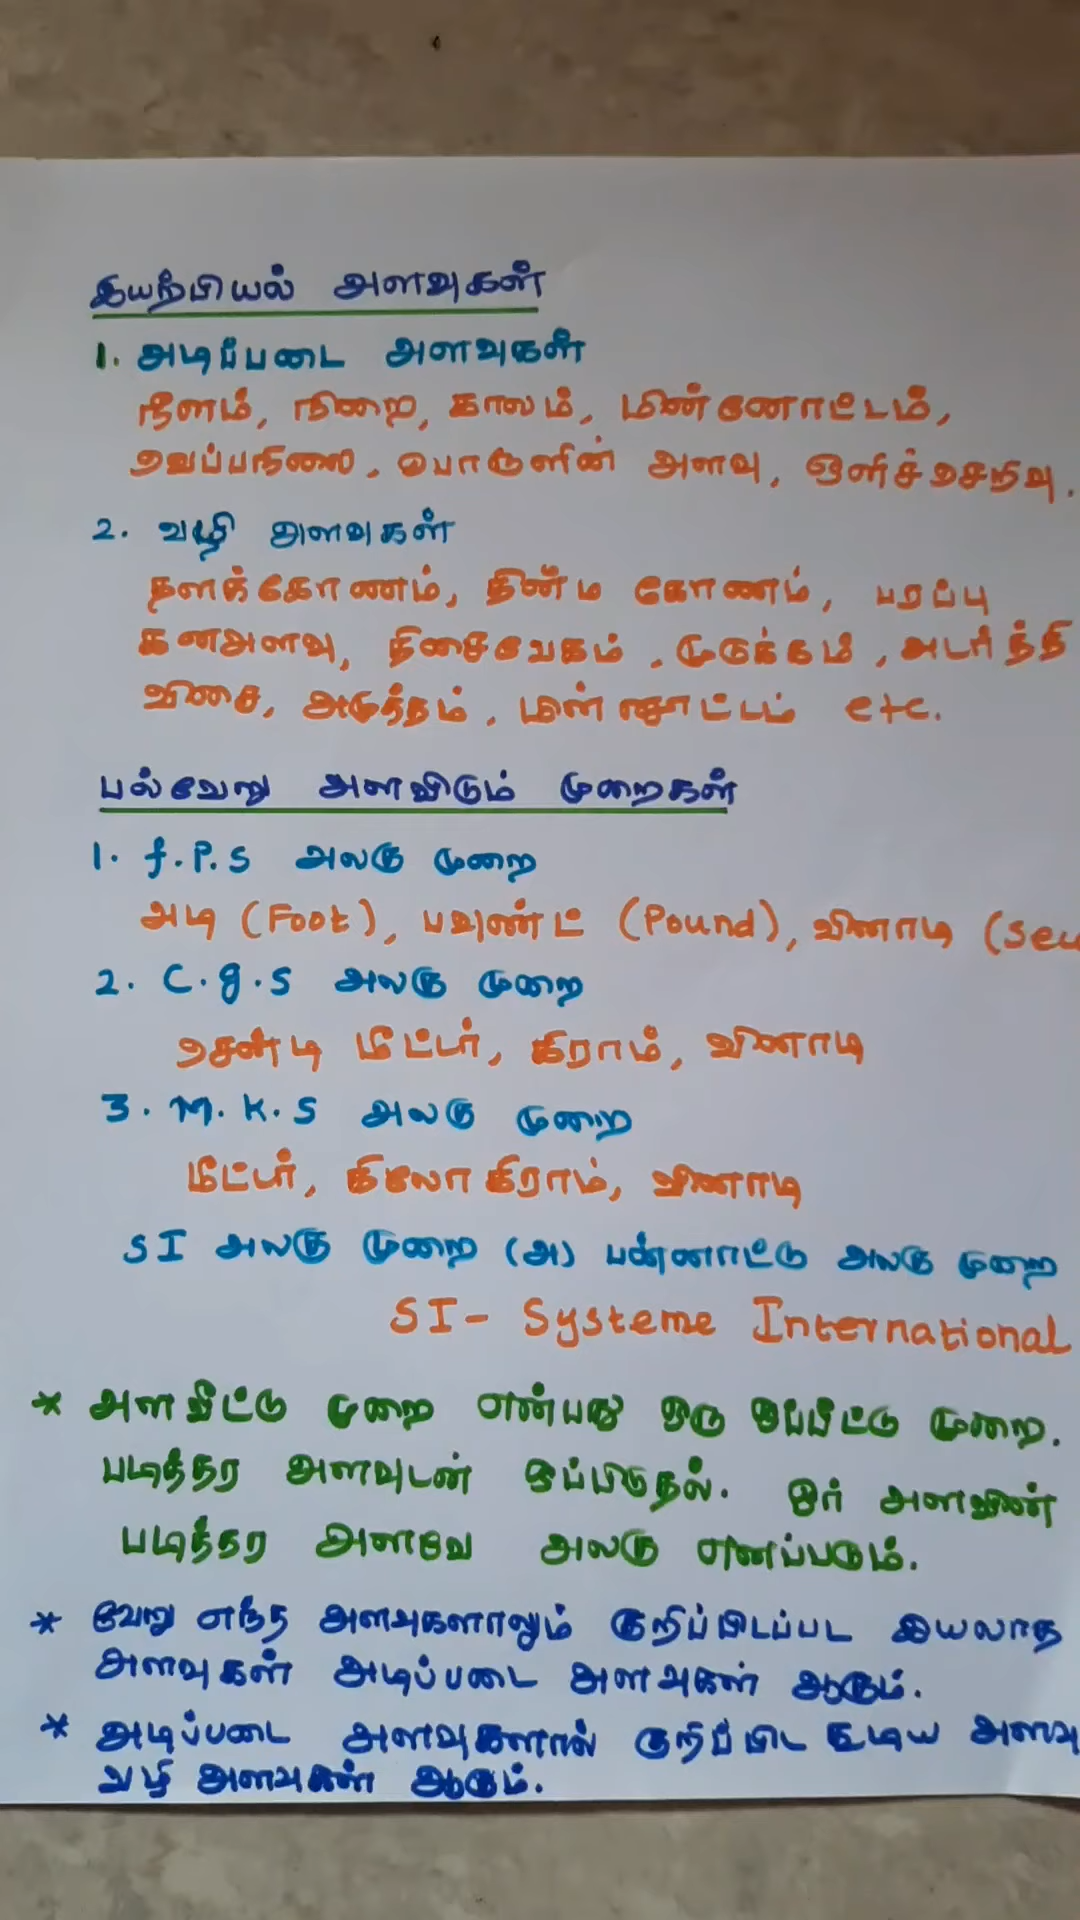 இயற்பியல் அளவுகள்
1. அடிப்படை அளவுகள்
நீளம், நிறை, காலம், மின்னோட்டம்,
வெப்பநிலை, பொருளின் அளவு, ஒளிச்செறிவு.
2. வழி அளவுகள்
தளக்கோணம், திண்ம கோணம், பரப்பு
கனஅளவு, திசைவேகம், முடுக்கம், அடர்த்தி
விசை, அழுத்தம், மின்னூட்டம் etc.
பல்வேறு அளவிடும் முறைகள்
1. f.P.S அலகு முறை
அடி (Foot), பவுண்ட் (Pound), வினாடி
2. C.g.S அலகு முறை
சென்டி மீட்டர், கிராம், வினாடி
3. M.K.S அலகு முறை
மீட்டர், கிலோ கிராம், வினாடி
SI அலகு முறை (அ) பண்ணாட்டு அலகு முறை
SI- Systeme International
* அளவீட்டு முறை என்பது ஒரு ஒப்பீட்டு முறை.
படித்தர அளவுடன் ஒப்பிடுதல். ஓர் அளவின்
படித்தர அளவே அலகு எனப்படும்.
* வேறு எந்த அளவுகளாலும் குறிப்பிடப்பட இயலாத
அளவுகள் அடிப்படை அளவுகள் ஆகும்.
* அடிப்படை அளவுகளால் குறிப்பிட கூடிய அளவு
வழி அளவுகள் ஆகும்.